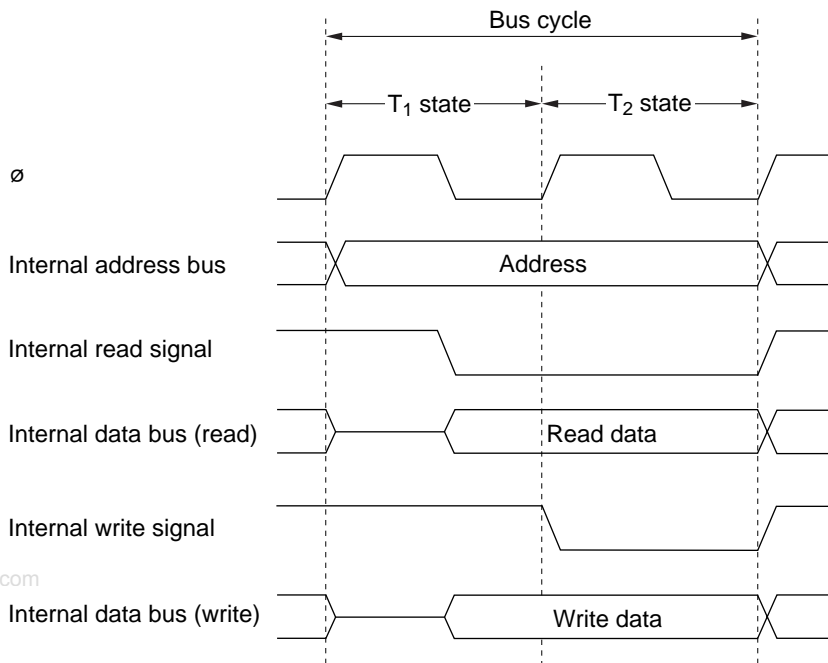 Bus cycle
T₁ state
T₂ state
ø
Internal address bus
Address
Internal read signal
Internal data bus (read)
Read data
Internal write signal
com
Internal data bus (write)
Write data